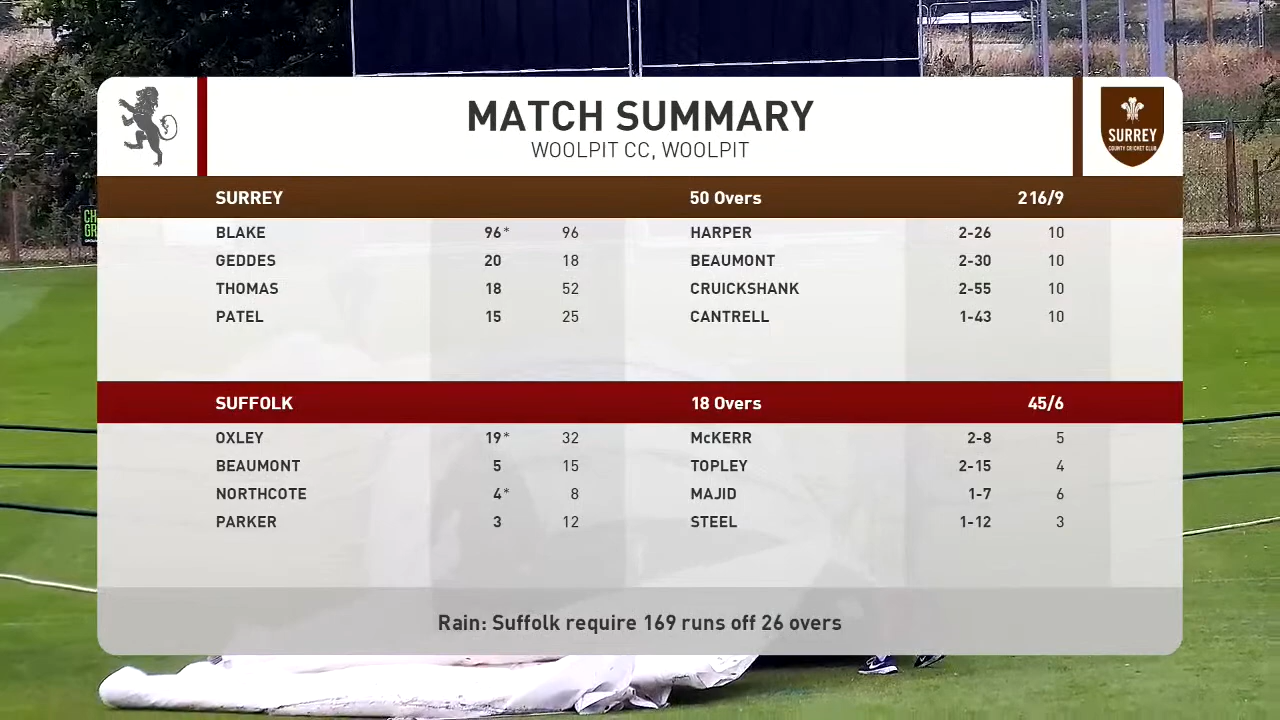 MATCH SUMMARY
WOOLPIT CC, WOOLPIT
SURREY
COUNTY CRICKET CLUB
SURREY 50 Overs 216/9
BLAKE 96* 96 HARPER 2-26 10
GEDDES 20 18 BEAUMONT 2-30 10
THOMAS 18 52 CRUICKSHANK 2-55 10
PATEL 15 25 CANTRELL 1-43 10
SUFFOLK 18 Overs 45/6
OXLEY 19* 32 McKERR 2-8 5
BEAUMONT 5 15 TOPLEY 2-15 4
NORTHCOTE 4* 8 MAJID 1-7 6
PARKER 3 12 STEEL 1-12 3
Rain: Suffolk require 169 runs off 26 overs